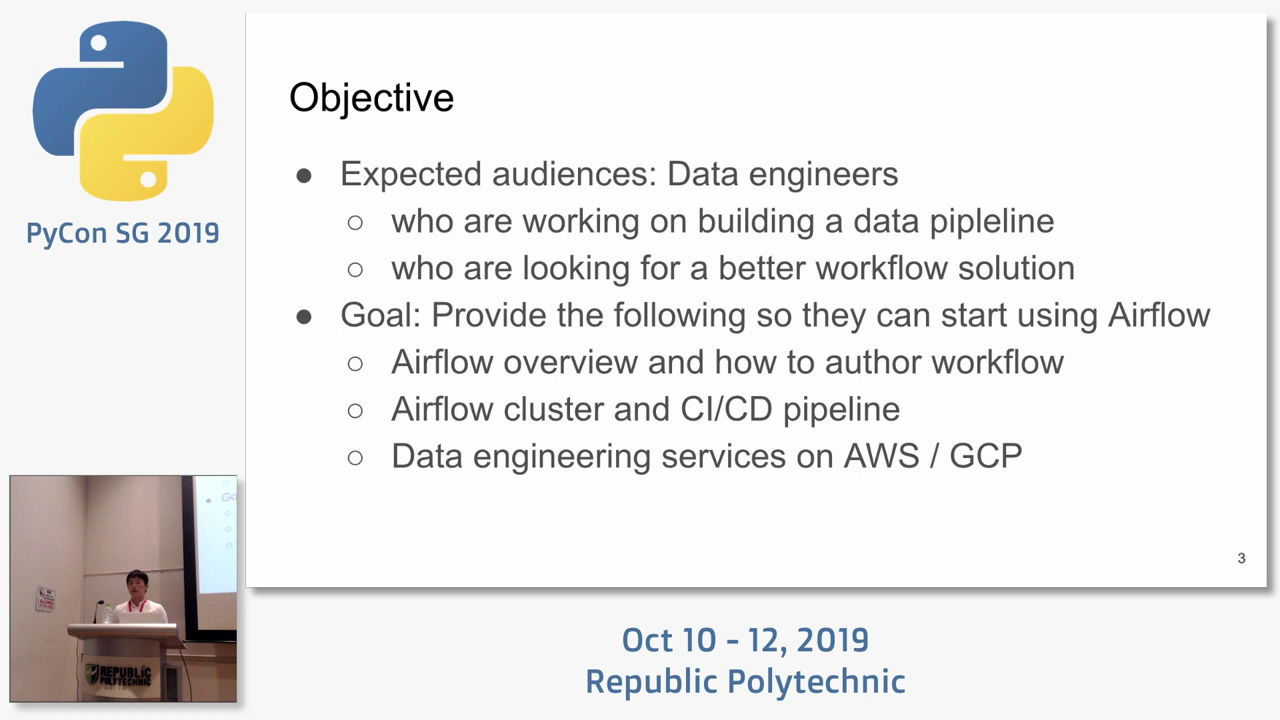 PyCon SG 2019
Objective
● Expected audiences: Data engineers
○ who are working on building a data pipleline
○ who are looking for a better workflow solution
● Goal: Provide the following so they can start using Airflow
○ Airflow overview and how to author workflow
○ Airflow cluster and CI/CD pipeline
○ Data engineering services on AWS / GCP
3
Go
REPUBLIC
POLYTECHNIC
Oct 10 - 12, 2019
Republic Polytechnic